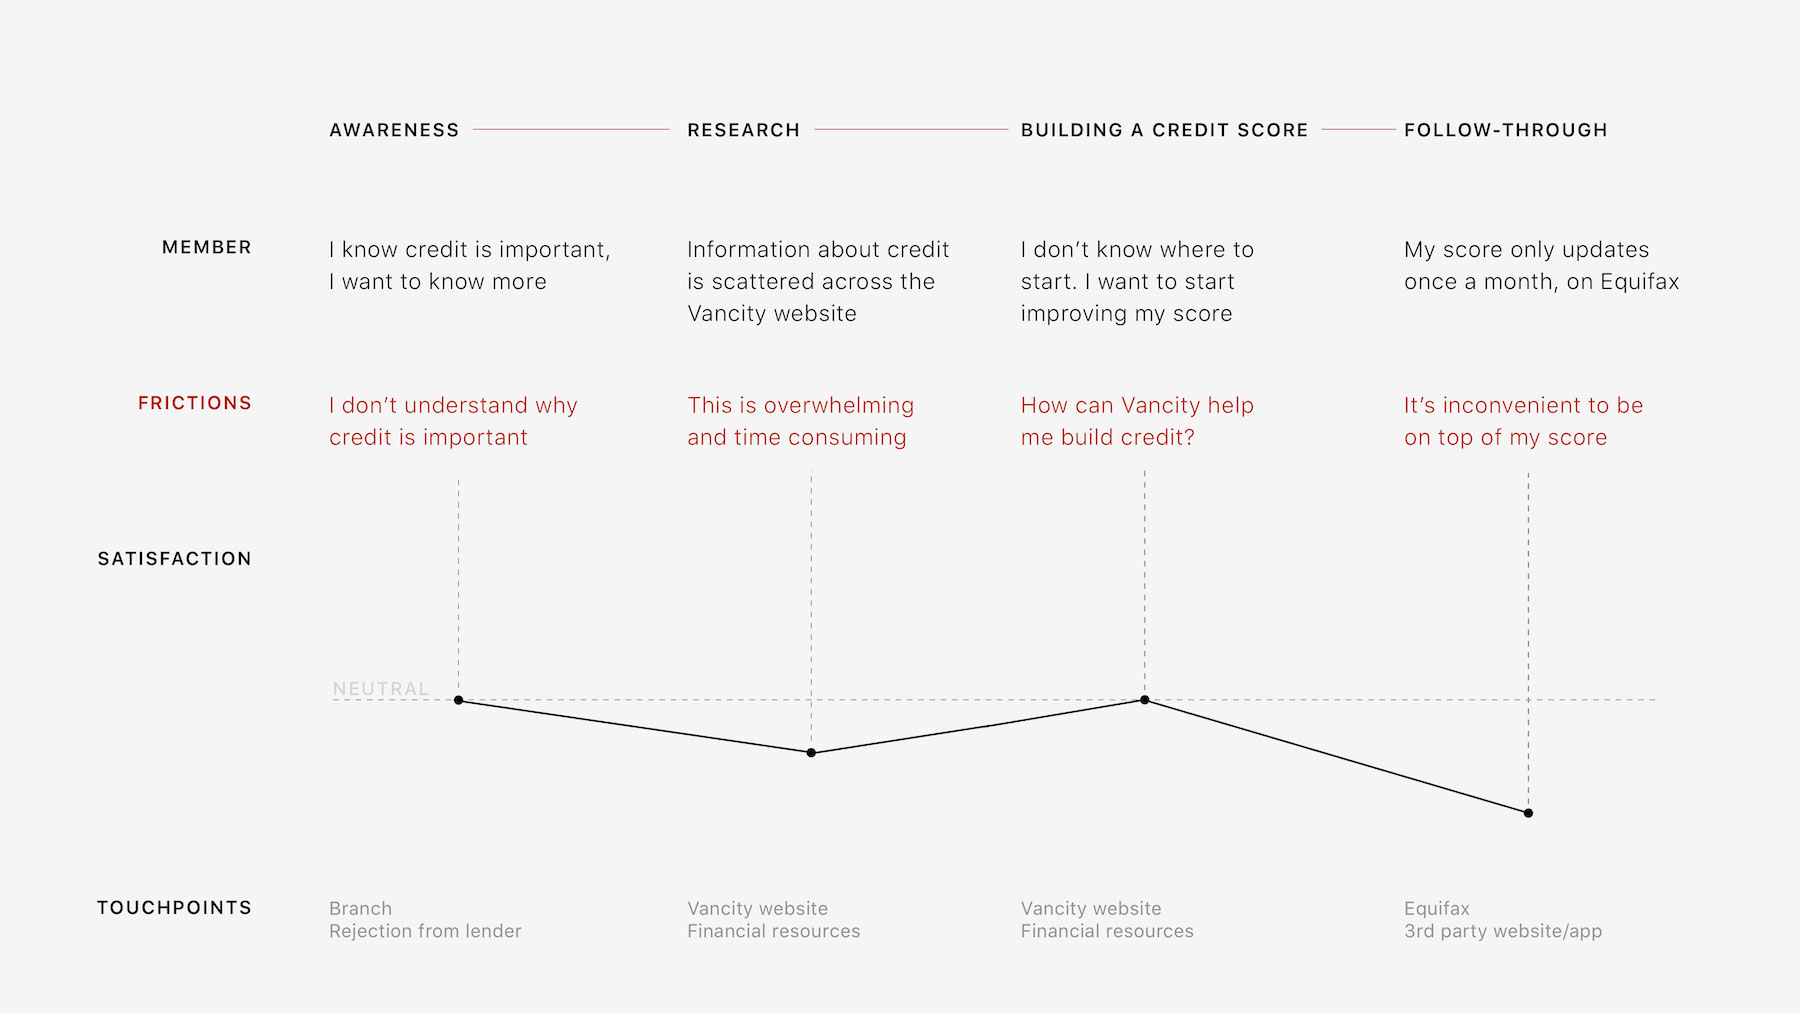 AWARENESS
RESEARCH
BUILDING A CREDIT SCORE
FOLLOW-THROUGH
MEMBER
I know credit is important,
I want to know more
Information about credit
is scattered across the
Vancity website
I don’t know where to
start. I want to start
improving my score
My score only updates
once a month, on Equifax
FRICTIONS
I don’t understand why
credit is important
This is overwhelming
and time consuming
How can Vancity help
me build credit?
It’s inconvenient to be
on top of my score
SATISFACTION
NEUTRAL
TOUCHPOINTS
Branch
Rejection from lender
Vancity website
Financial resources
Vancity website
Financial resources
Equifax
3rd party website/app